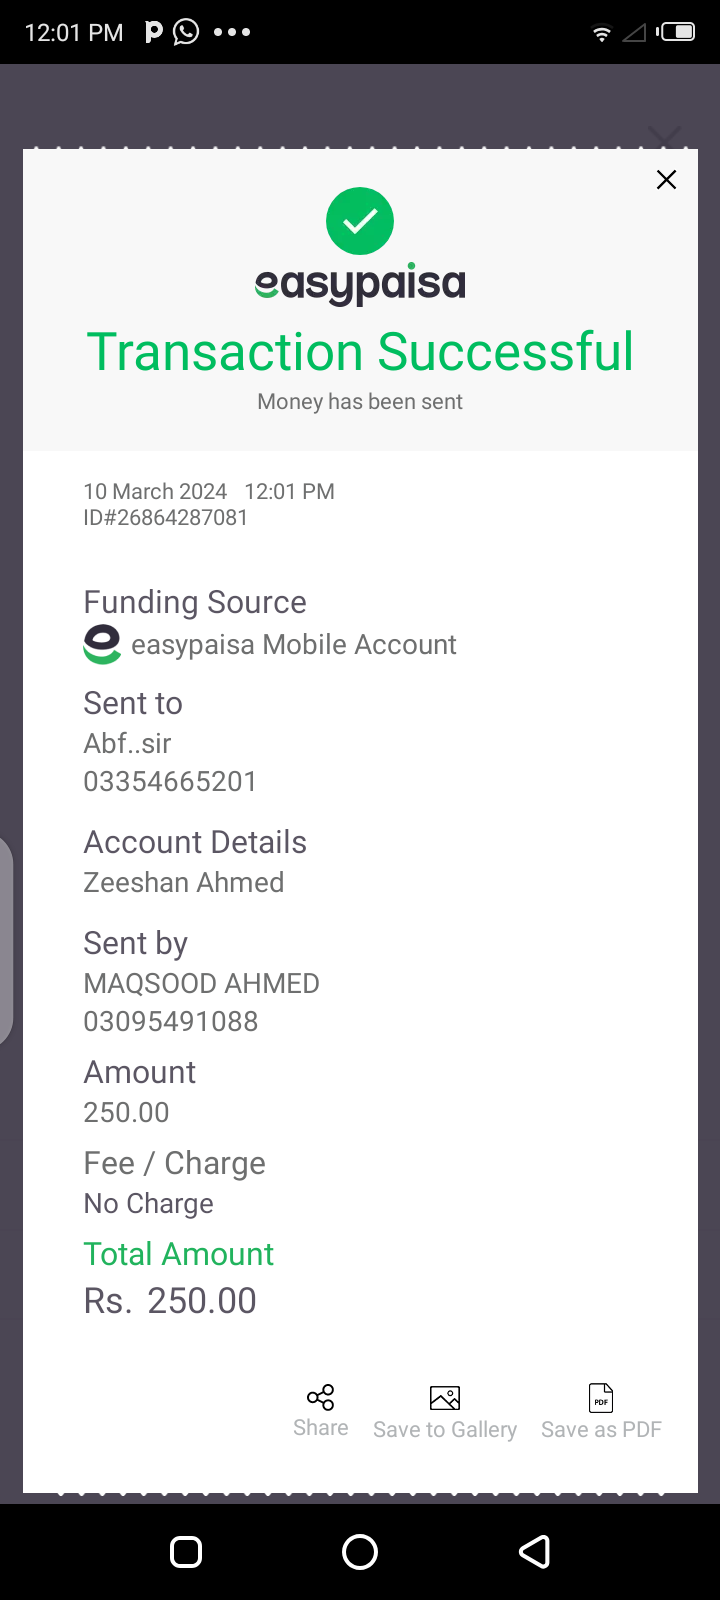 12:01 PM
easypaisa
Transaction Successful
Money has been sent
10 March 2024 12:01 PM
ID#26864287081
Funding Source
easypaisa Mobile Account
Sent to
Abf..sir
03354665201
Account Details
Zeeshan Ahmed
Sent by
MAQSOOD AHMED
03095491088
Amount
250.00
Fee / Charge
No Charge
Total Amount
Rs. 250.00
PDF
Share Save to Gallery Save as PDF